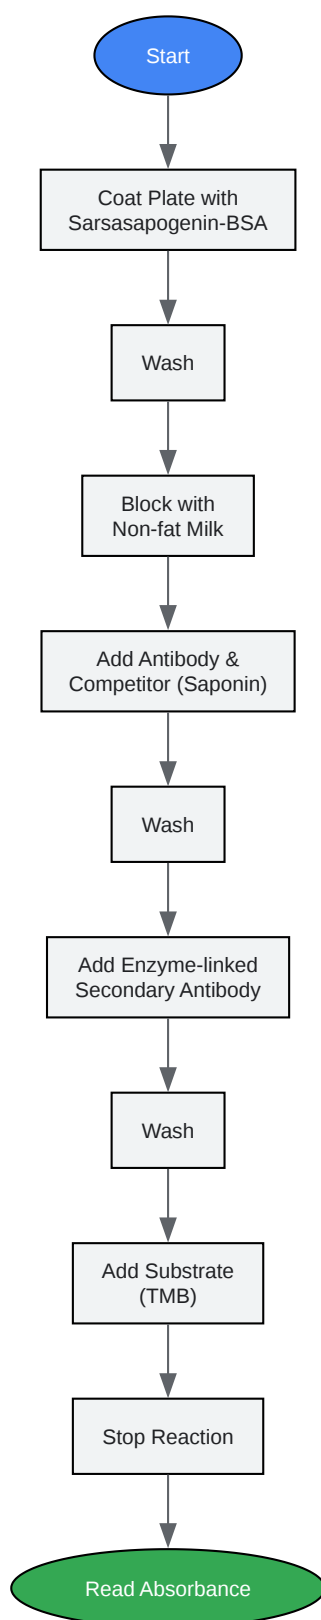 Start
Coat Plate with
Sarsasapogenin-BSA
Wash
Block with
Non-fat Milk
Add Antibody &
Competitor (Saponin)
Wash
Add Enzyme-linked
Secondary Antibody
Wash
Add Substrate
(TMB)
Stop Reaction
Read Absorbance